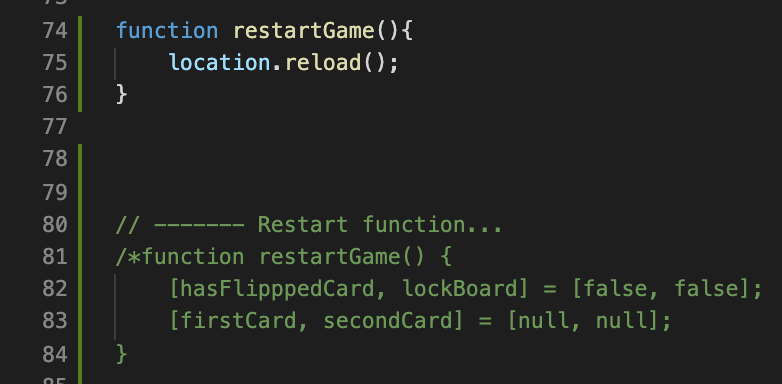 74 function restartGame(){
75 location.reload();
76 }
77
78
79
80 // ------- Restart function...
81 /*function restartGame() {
82 [hasFlipppedCard, lockBoard] = [false, false];
83 [firstCard, secondCard] = [null, null];
84 }